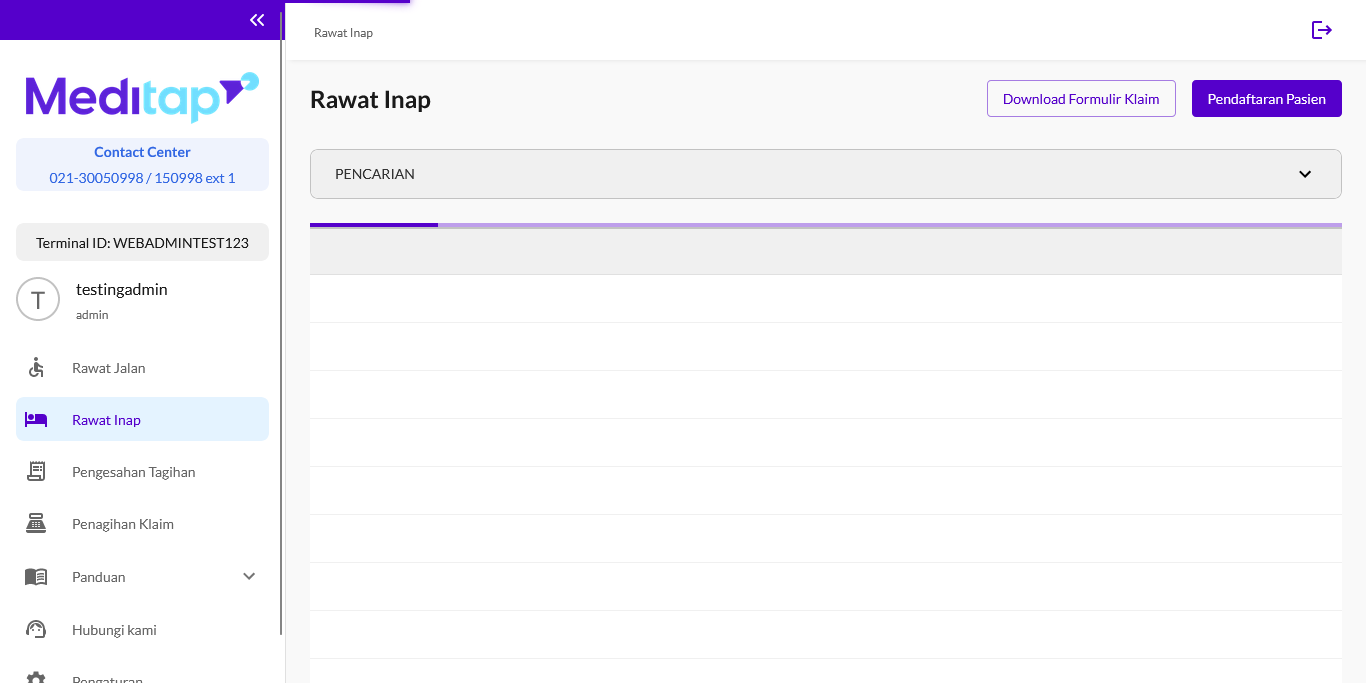 Meditap
Contact Center
021-30050998 / 150998 ext 1
Terminal ID: WEBADMINTEST123
T
testingadmin
admin
Rawat Jalan
Rawat Inap
Pengesahan Tagihan
Penagihan Klaim
Panduan
Hubungi kami
Pengaturan
Rawat Inap
Rawat Inap
Download Formulir Klaim
Pendaftaran Pasien
PENCARIAN